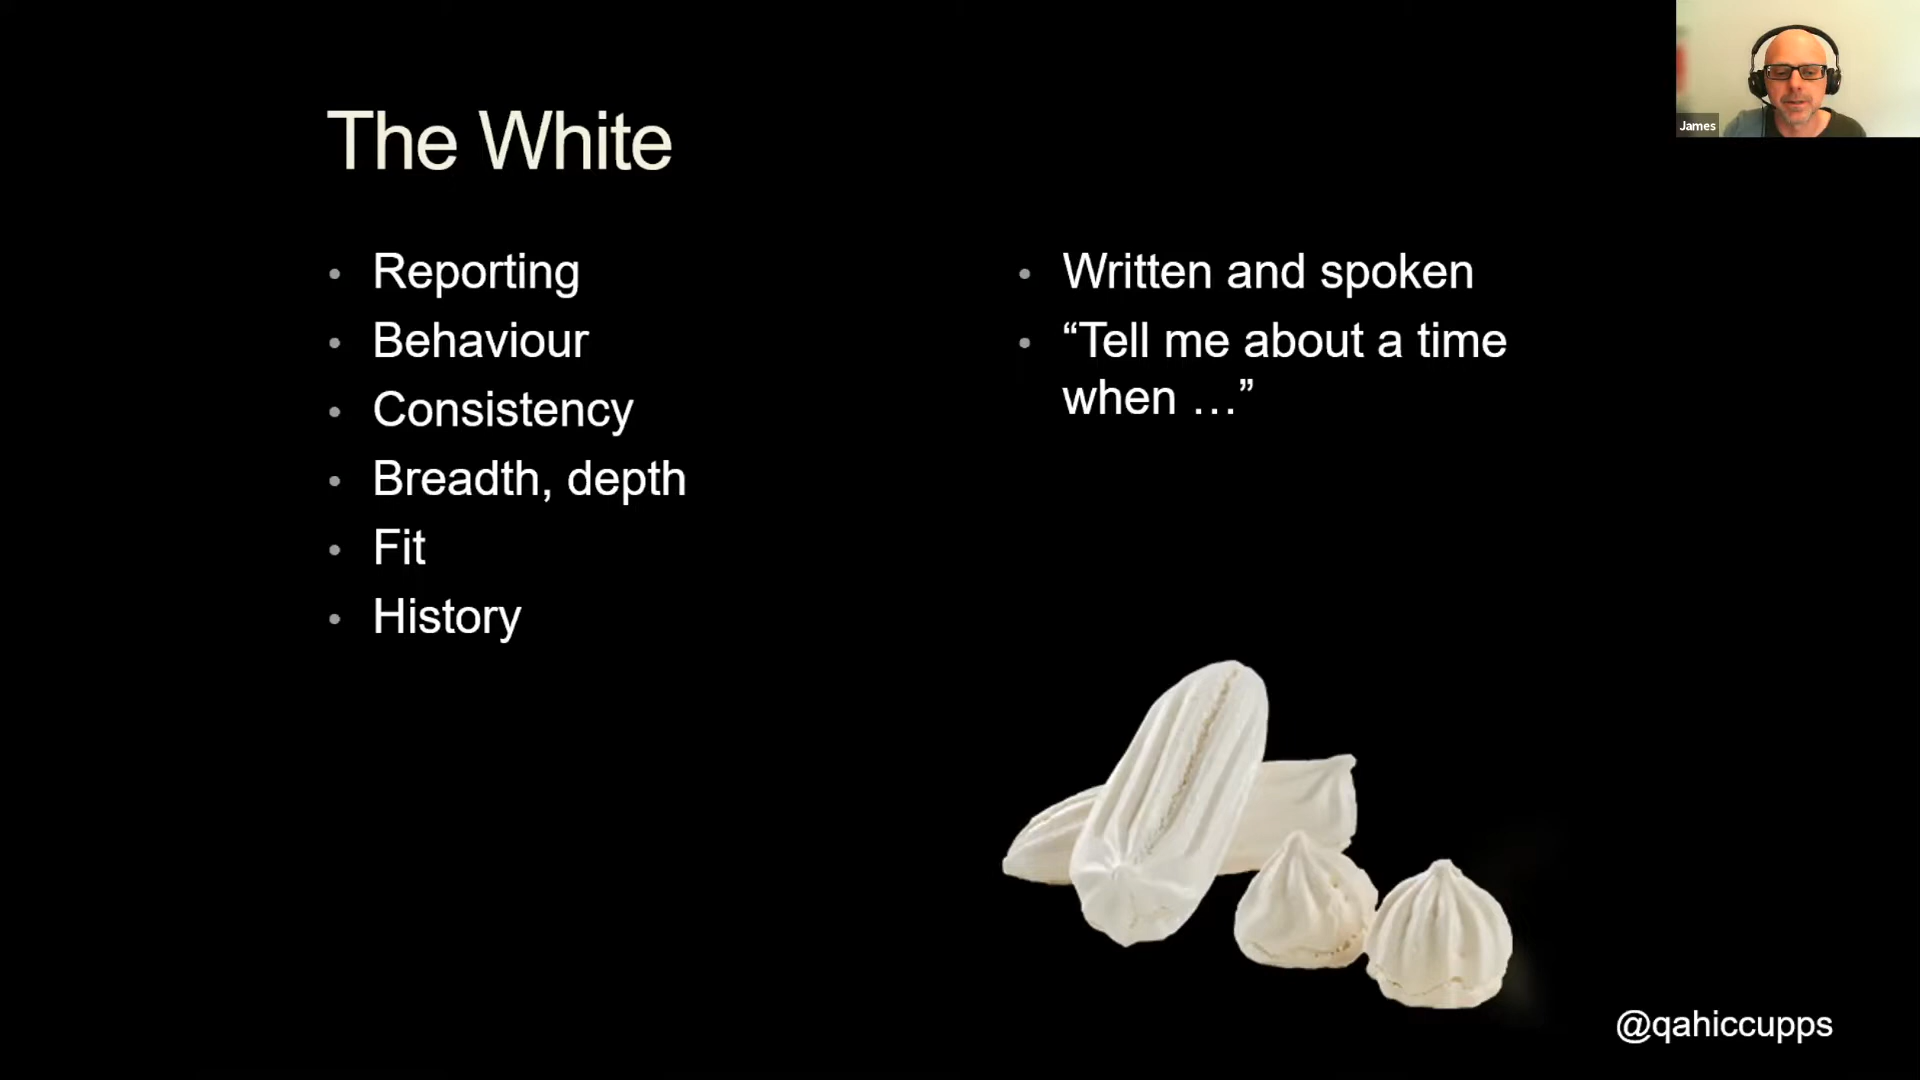 The White
Reporting
Behaviour
Consistency
Breadth, depth
Fit
History
Written and spoken
“Tell me about a time
when …”
James
@qahiccupps